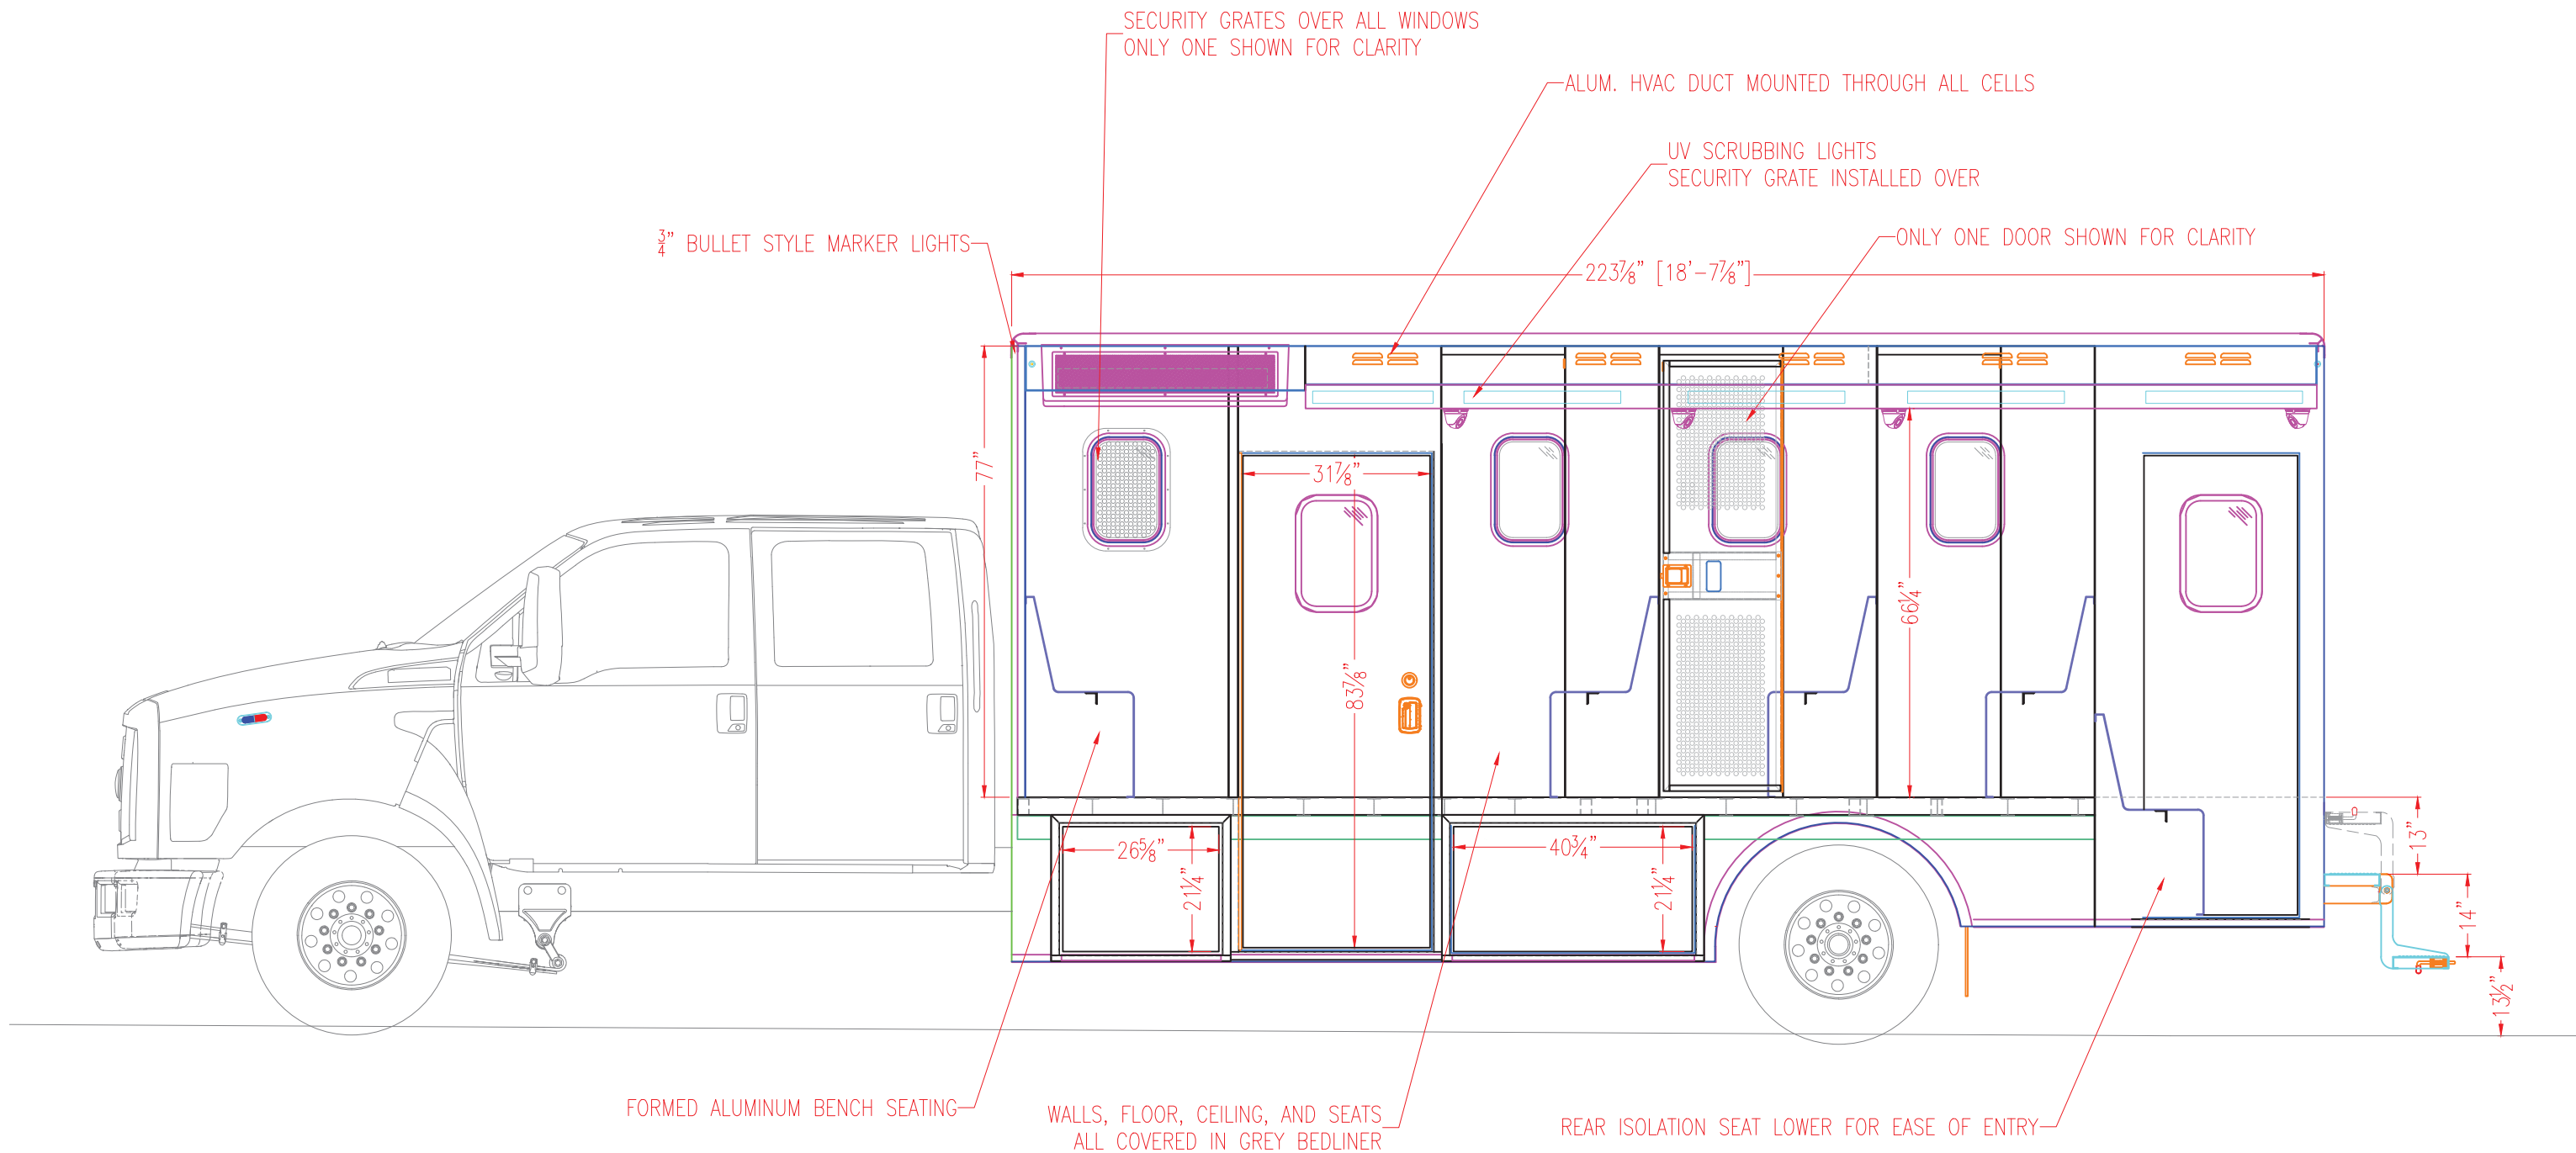 SECURITY GRATES OVER ALL WINDOWS
ONLY ONE SHOWN FOR CLARITY
ALUM. HVAC DUCT MOUNTED THROUGH ALL CELLS
UV SCRUBBING LIGHTS
SECURITY GRATE INSTALLED OVER
¾" BULLET STYLE MARKER LIGHTS
ONLY ONE DOOR SHOWN FOR CLARITY
223⅞" [18'-7⅞"]
77"
31⅞"
66¼"
83⅞"
26⅝"
21¼"
40¾"
21¼"
13"
14"
13½"
FORMED ALUMINUM BENCH SEATING
WALLS, FLOOR, CEILING, AND SEATS
ALL COVERED IN GREY BEDLINER
REAR ISOLATION SEAT LOWER FOR EASE OF ENTRY